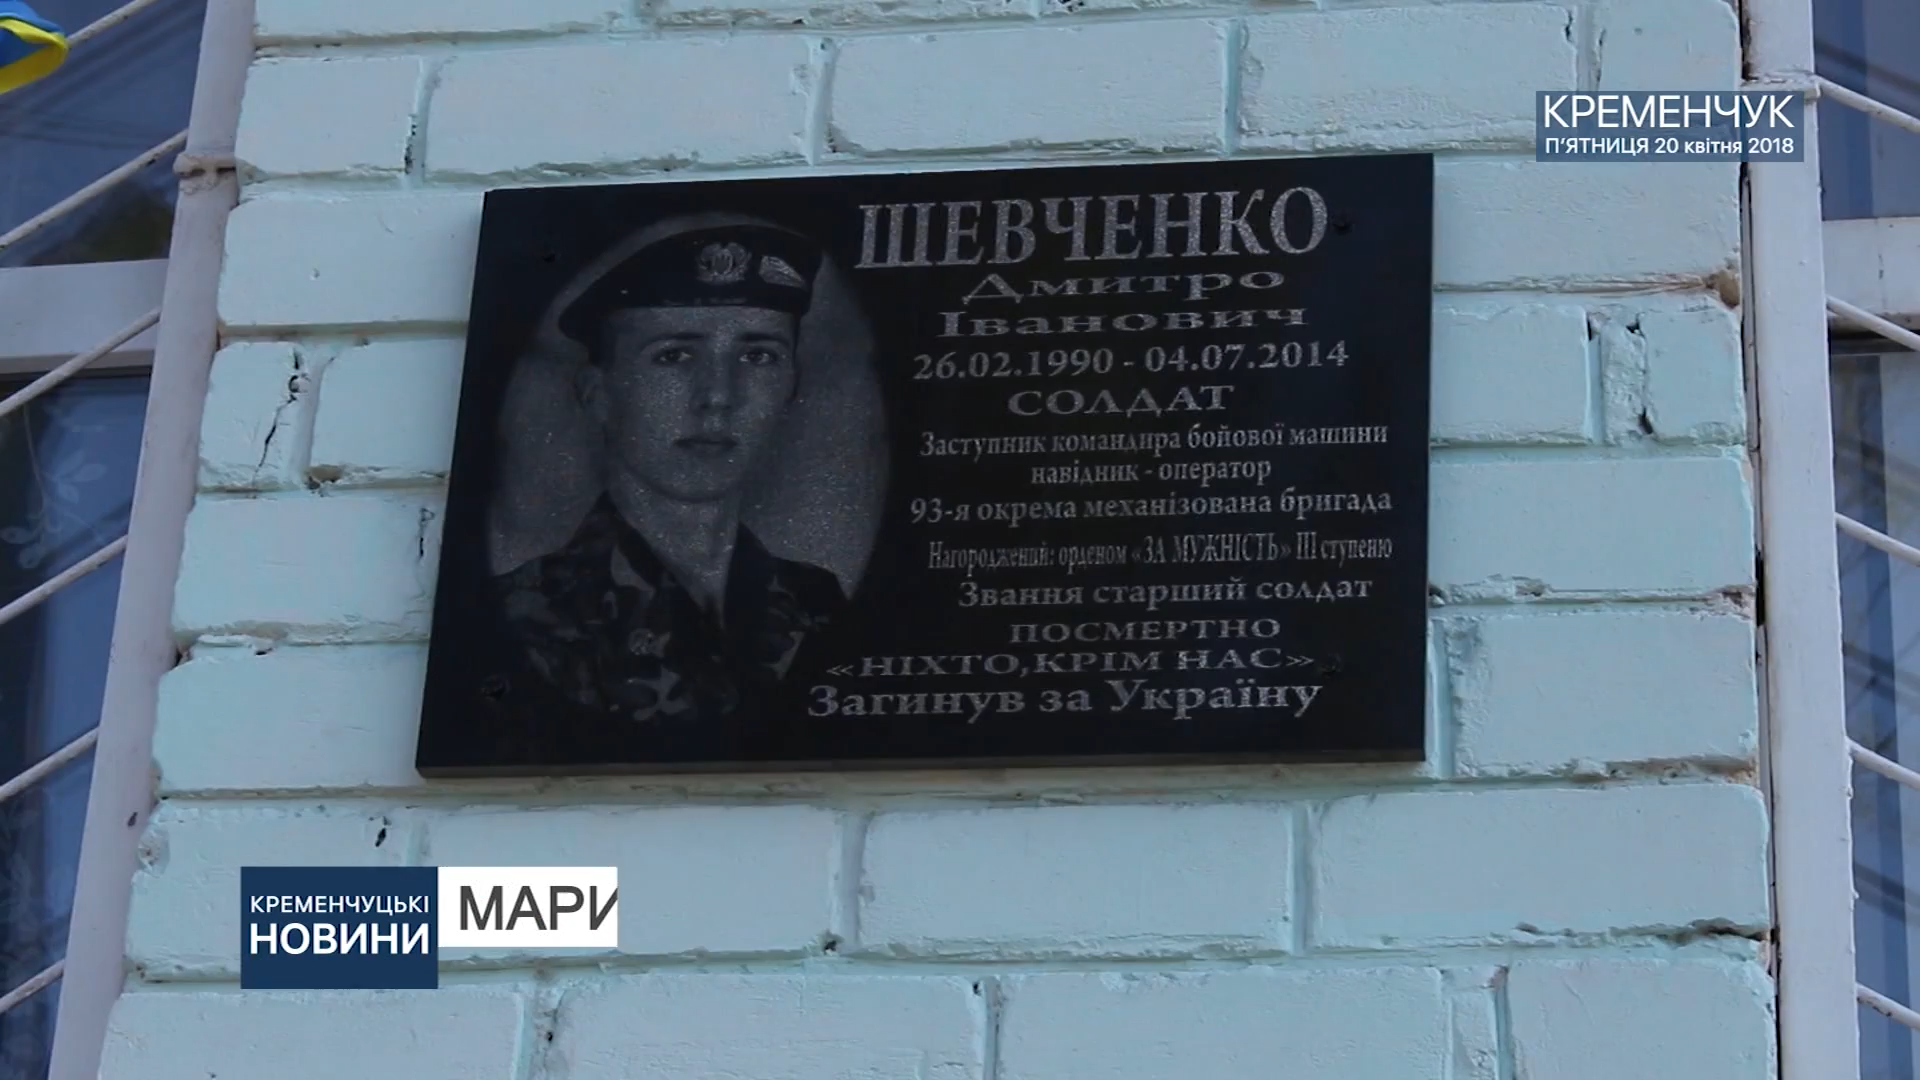 КРЕМЕНЧУК
П'ЯТНИЦЯ 20 квітня 2018
ШЕВЧЕНКО
Дмитро
Іванович
26.02.1990 - 04.07.2014
СОЛДАТ
Заступник командира бойової машини
навідник - оператор
93-я окрема механізована бригада
Нагороджений: орденом «ЗА МУЖНІСТЬ» ІІІ ступеню
Звання старший солдат
ПОСМЕРТНО
«НІХТО,КРІМ НАС»
Загинув за Україну
КРЕМЕНЧУЦЬКІ
НОВИНИ
МАРИ